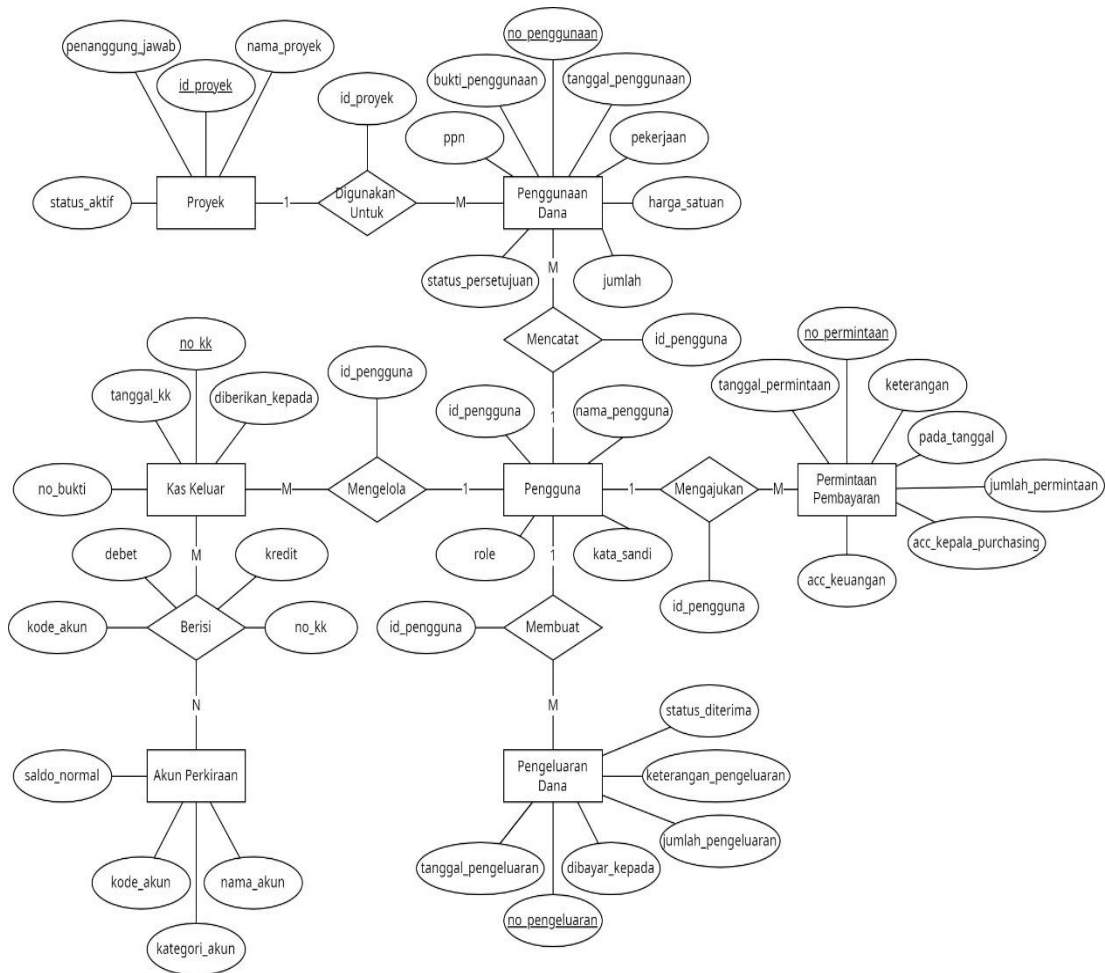 no_penggunaan
penanggung_jawab
nama_proyek
id_proyek
bukti_penggunaan
tanggal_penggunaan
id_proyek
ppn
pekerjaan
status_aktif
Proyek
1
Digunakan
Untuk
M
Penggunaan
Dana
harga_satuan
status_persetujuan
M
jumlah
no_kk
Mencatat
id_pengguna
no_permintaan
id_pengguna
tanggal_permintaan
keterangan
tanggal_kk
diberikan_kepada
id_pengguna
1
nama_pengguna
pada_tanggal
no_bukti
Kas Keluar
M
Mengelola
1
Pengguna
1
Mengajukan
M
Permintaan
Pembayaran
jumlah_permintaan
debet
M
kredit
role
1
kata_sandi
acc_kepala_purchasing
acc_keuangan
id_pengguna
kode_akun
Berisi
no_kk
id_pengguna
Membuat
N
M
status_diterima
saldo_normal
Akun Perkiraan
Pengeluaran
Dana
keterangan_pengeluaran
jumlah_pengeluaran
tanggal_pengeluaran
dibayar_kepada
kode_akun
nama_akun
no_pengeluaran
kategori_akun